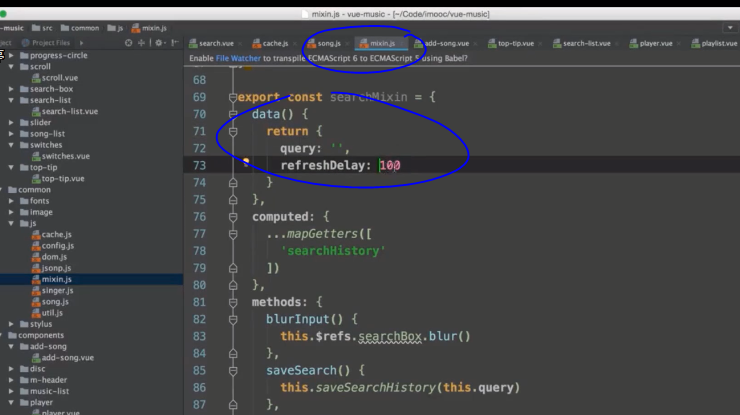 mixin.js - vue-music - [~/Code/imooc/vue-music]
-music src common js mixin.js
Project Files
search.vue cache.js song.js mixin.js add-song.vue top-tip.vue search-list.vue player.vue playlist.vue
Enable File Watcher to transpile ECMAScript 6 to ECMAScript 5 using Babel?
progress-circle
scroll
scroll.vue
search-box
search-list
search-list.vue
slider
song-list
switches
switches.vue
top-tip
top-tip.vue
common
fonts
image
js
cache.js
config.js
dom.js
jsonp.js
mixin.js
singer.js
song.js
util.js
stylus
components
add-song
add-song.vue
disc
m-header
music-list
player
player.vue
68
69 export const searchMixin = {
70 data() {
71 return {
72 query: '',
73 refreshDelay: 100
74 }
75 },
76 computed: {
77 ...mapGetters([
78 'searchHistory'
79 ])
80 },
81 methods: {
82 blurInput() {
83 this.$refs.searchBox.blur()
84 },
85 saveSearch() {
86 this.saveSearchHistory(this.query)
87 },